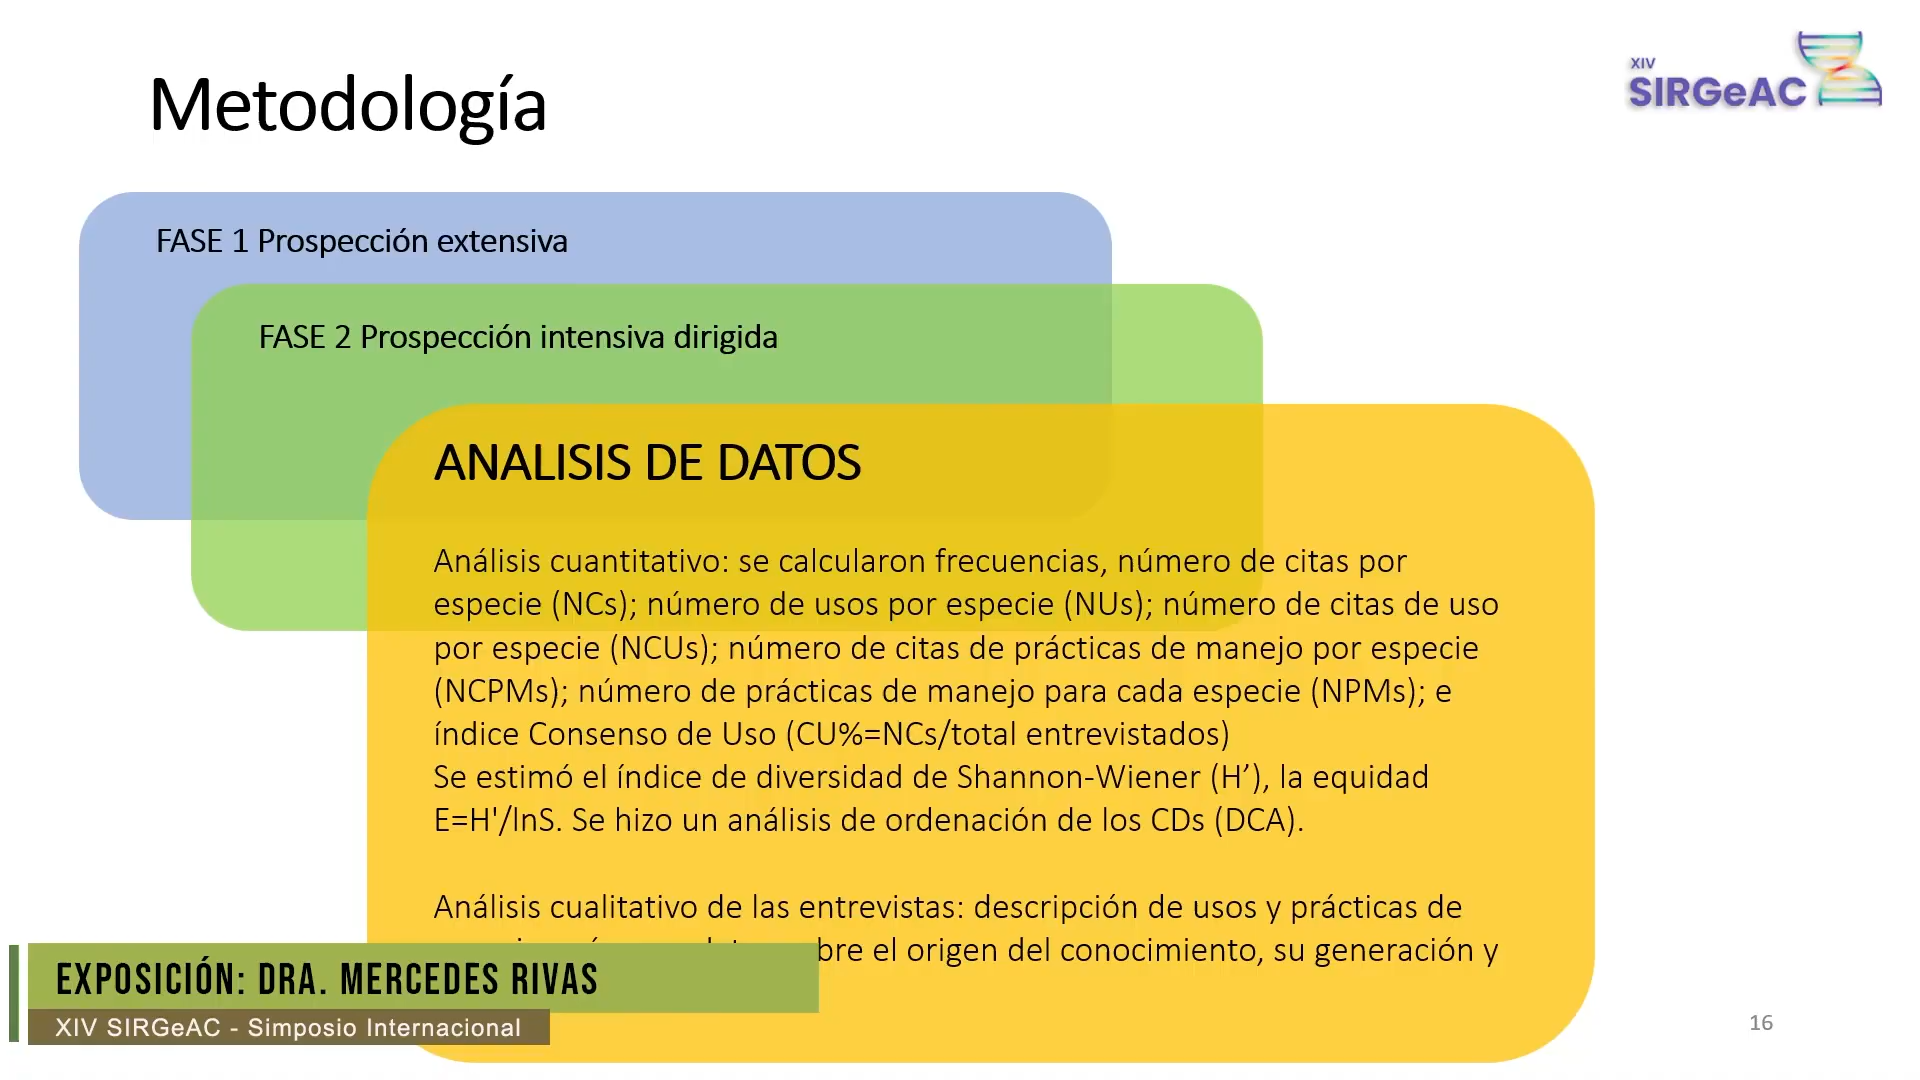 Metodología
XIV
SIRGeAC
FASE 1 Prospección extensiva
FASE 2 Prospección intensiva dirigida
ANALISIS DE DATOS
Análisis cuantitativo: se calcularon frecuencias, número de citas por
especie (NCs); número de usos por especie (NUs); número de citas de uso
por especie (NCUs); número de citas de prácticas de manejo por especie
(NCPMs); número de prácticas de manejo para cada especie (NPMs); e
índice Consenso de Uso (CU%=NCs/total entrevistados)
Se estimó el índice de diversidad de Shannon-Wiener (H’), la equidad
E=H'/lnS. Se hizo un análisis de ordenación de los CDs (DCA).
Análisis cualitativo de las entrevistas: descripción de usos y prácticas de
el origen del conocimiento, su generación y
EXPOSICIÓN: DRA. MERCEDES RIVAS
XIV SIRGeAC - Simposio Internacional
16